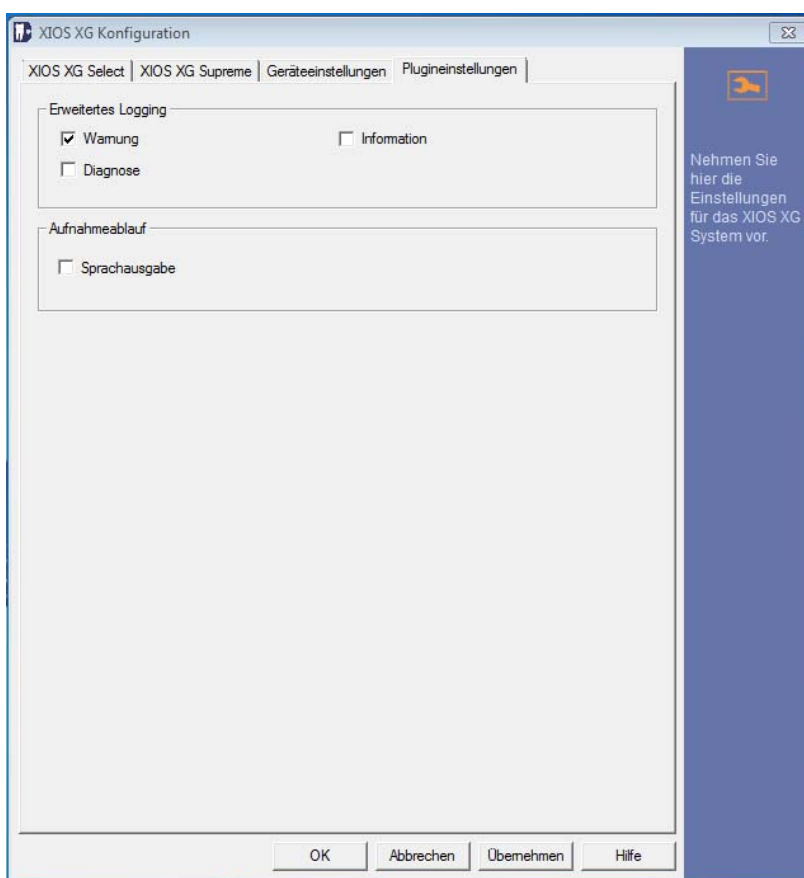 XIOS XG Konfiguration
XIOS XG Select
XIOS XG Supreme
Geräteeinstellungen
Plugineinstellungen
Erweitertes Logging
Warnung
Information
Diagnose
Aufnahmeablauf
Sprachausgabe
Nehmen Sie
hier die
Einstellungen
für das XIOS XG
System vor.
OK
Abbrechen
Übernehmen
Hilfe